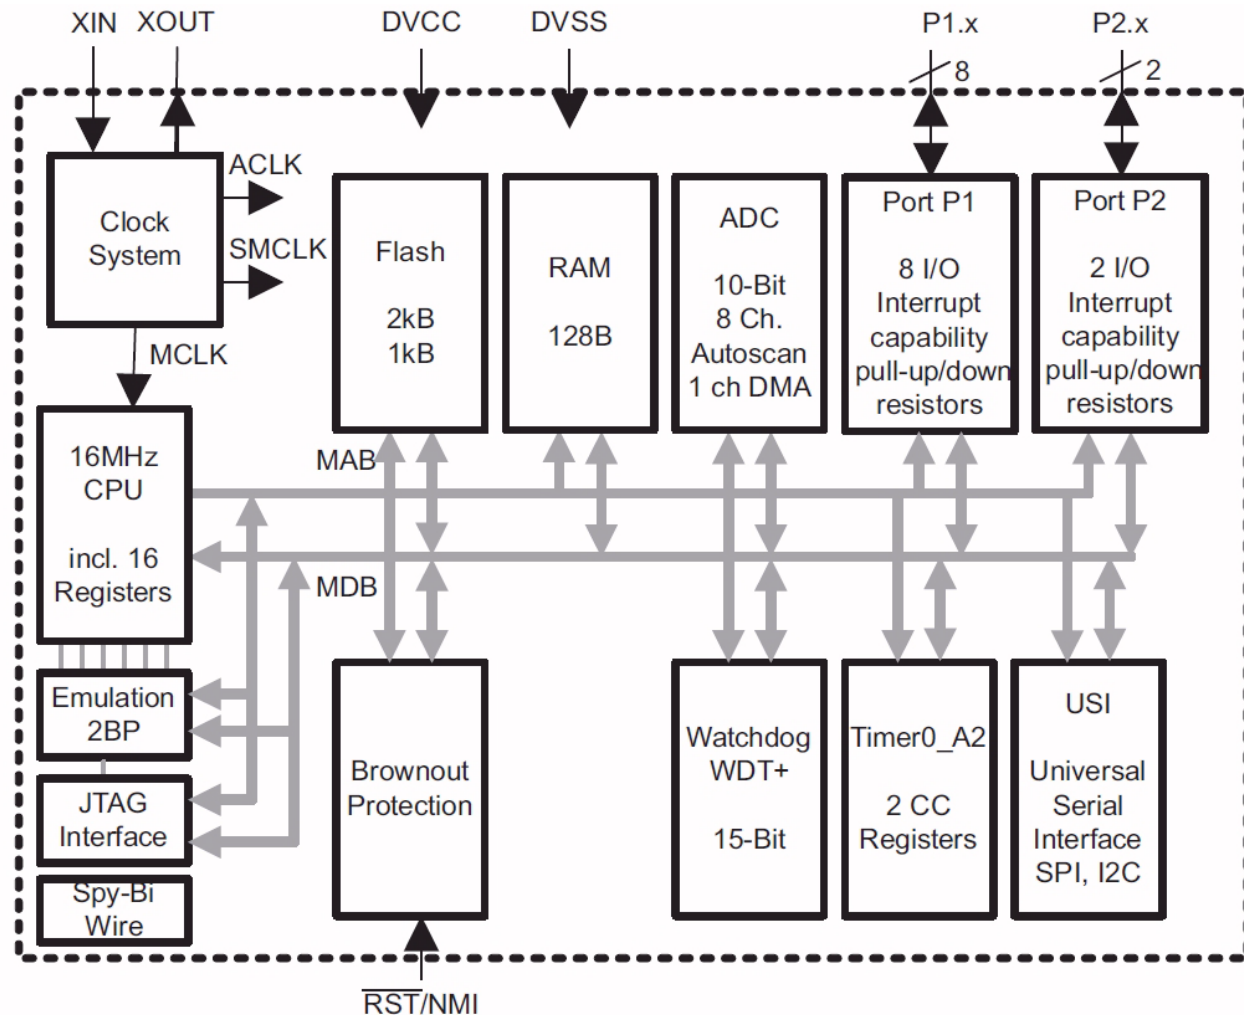 XIN
XOUT
DVCC
DVSS
P1.x
P2.x
8
2
Clock
System
ACLK
SMCLK
MCLK
Flash
2kB
1kB
RAM
128B
ADC
10-Bit
8 Ch.
Autoscan
1 ch DMA
Port P1
8 I/O
Interrupt
capability
pull-up/down
resistors
Port P2
2 I/O
Interrupt
capability
pull-up/down
resistors
16MHz
CPU
incl. 16
Registers
MAB
MDB
Emulation
2BP
JTAG
Interface
Spy-Bi
Wire
Brownout
Protection
Watchdog
WDT+
15-Bit
Timer0_A2
2 CC
Registers
USI
Universal
Serial
Interface
SPI, I2C
RST/NMI